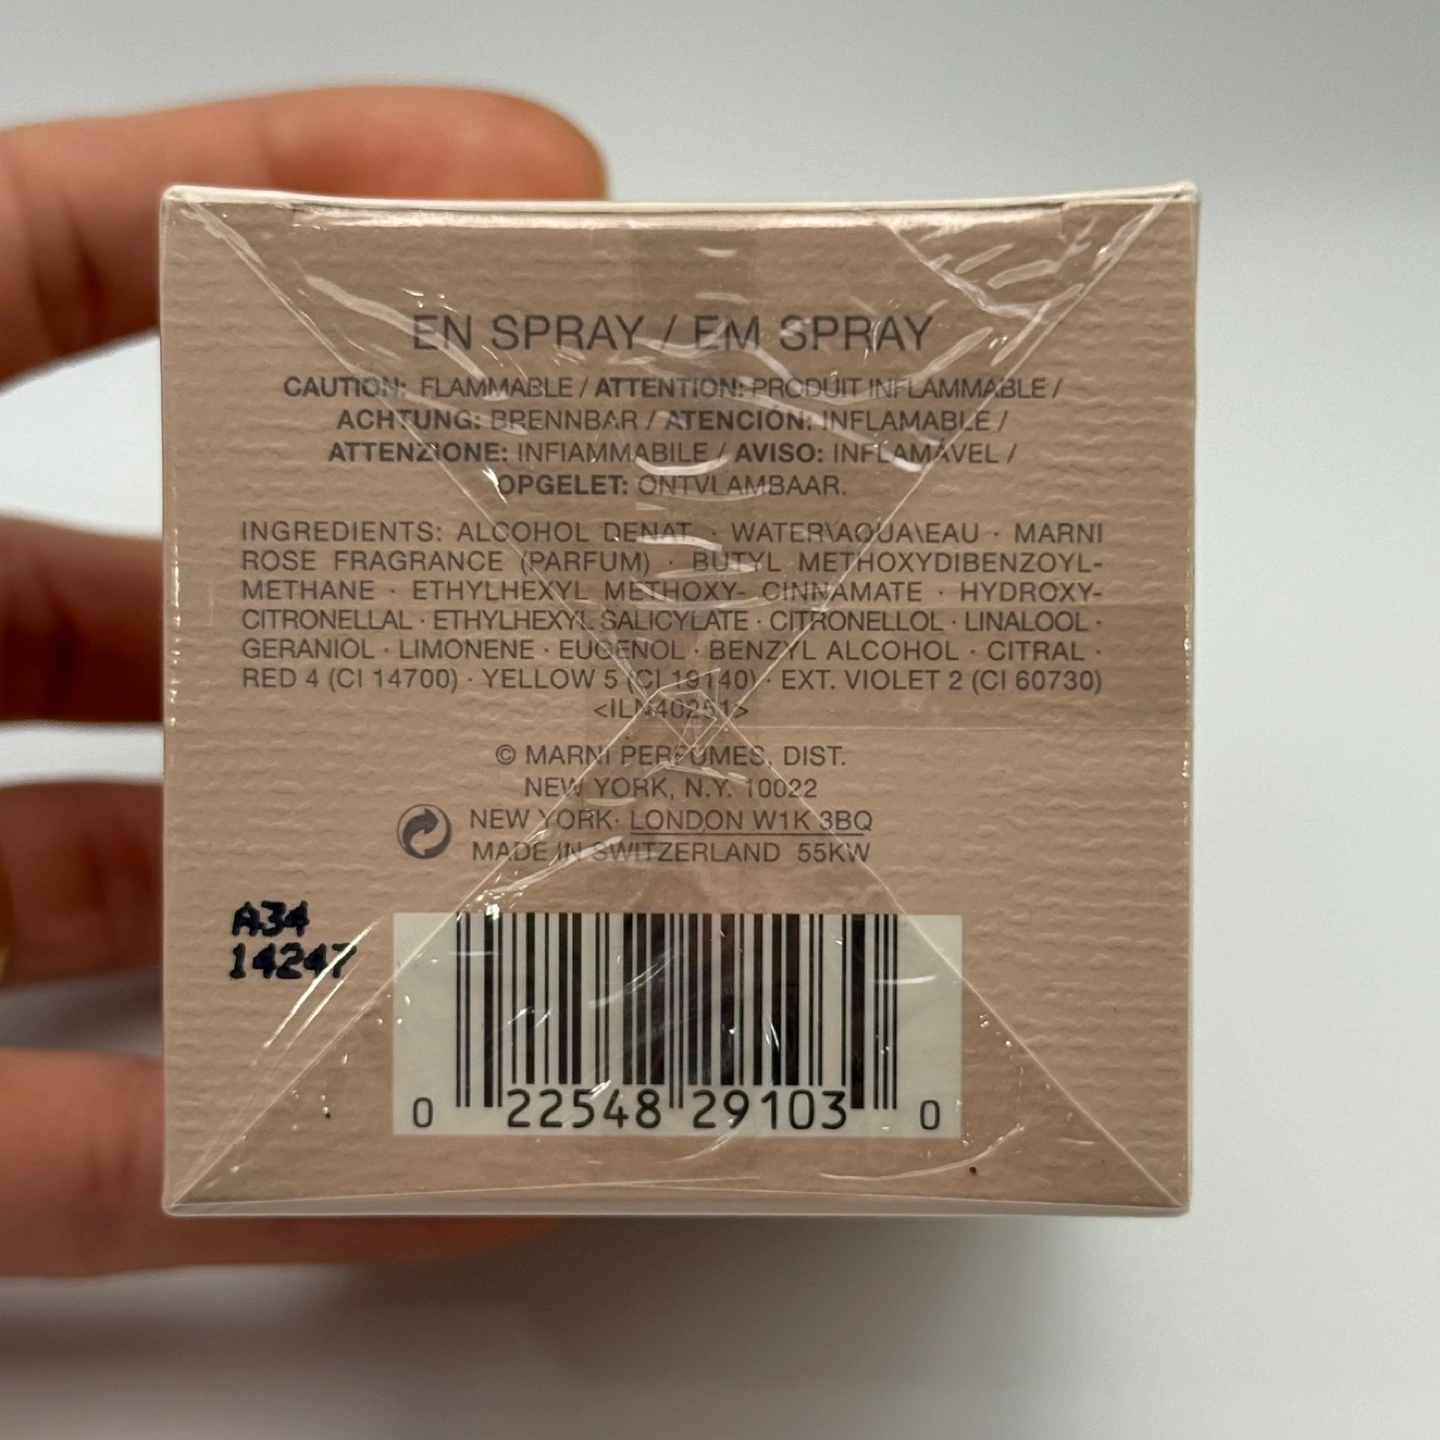 EN SPRAY / EM SPRAY
CAUTION: FLAMMABLE / ATTENTION: PRODUIT INFLAMMABLE /
ACHTUNG: BRENNBAR / ATENCIÓN: INFLAMABLE /
ATTENZIONE: INFIAMMABILE / AVISO: INFLAMÁVEL /
OPGELET: ONTVLAMBAAR.
INGREDIENTS: ALCOHOL DENAT. · WATER\AQUA\EAU · MARNI
ROSE FRAGRANCE (PARFUM) · BUTYL METHOXYDIBENZOYL-
METHANE · ETHYLHEXYL METHOXY- CINNAMATE · HYDROXY-
CITRONELLAL · ETHYLHEXYL SALICYLATE · CITRONELLOL · LINALOOL ·
GERANIOL · LIMONENE · EUGENOL · BENZYL ALCOHOL · CITRAL ·
RED 4 (CI 14700) · YELLOW 5 (CI 19140) · EXT. VIOLET 2 (CI 60730)
<ILN40251>
© MARNI PERFUMES, DIST.
NEW YORK, N.Y. 10022
NEW YORK· LONDON W1K 3BQ
MADE IN SWITZERLAND 55KW
A34
14247
0 22548 29103 0